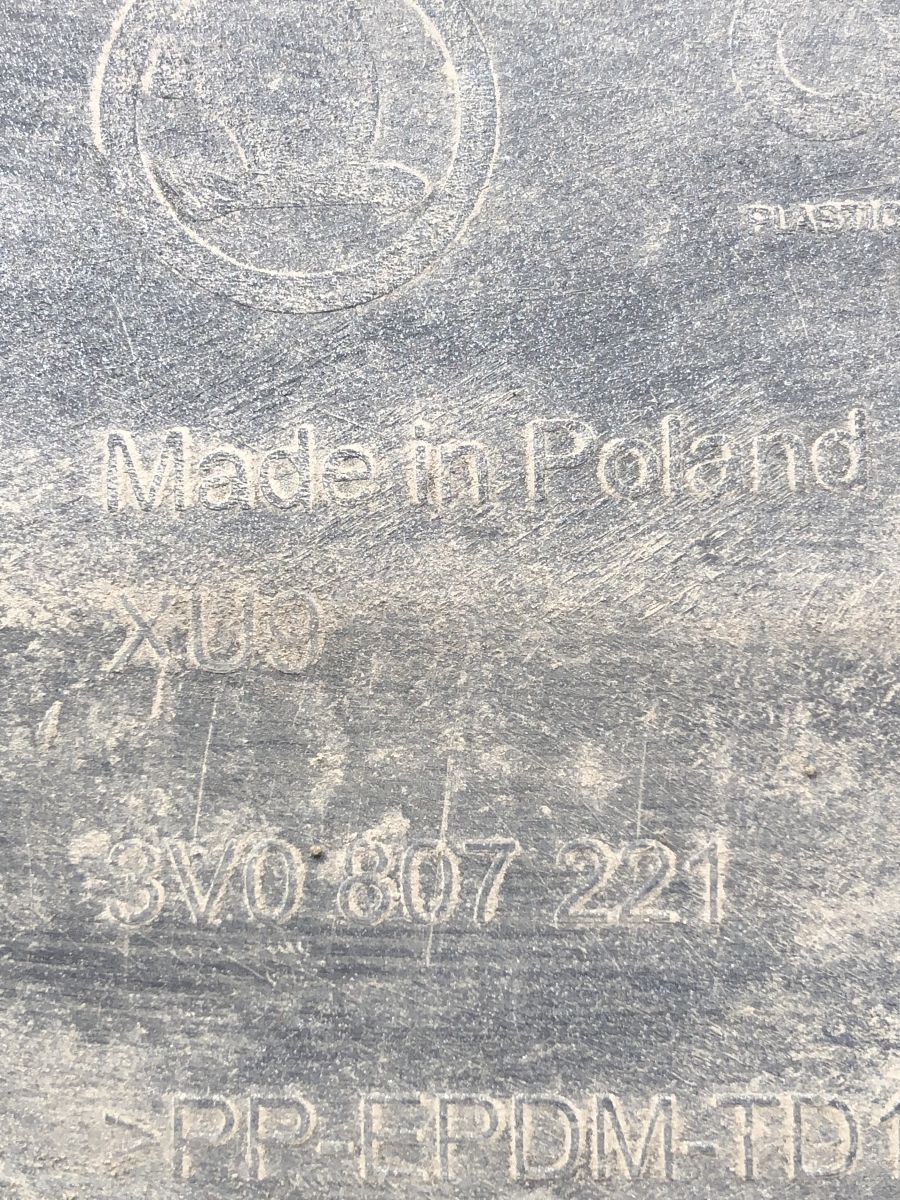 PLASTIC
Made in Poland
XU9
3V0 807 221
>PP-EPDM-TD1